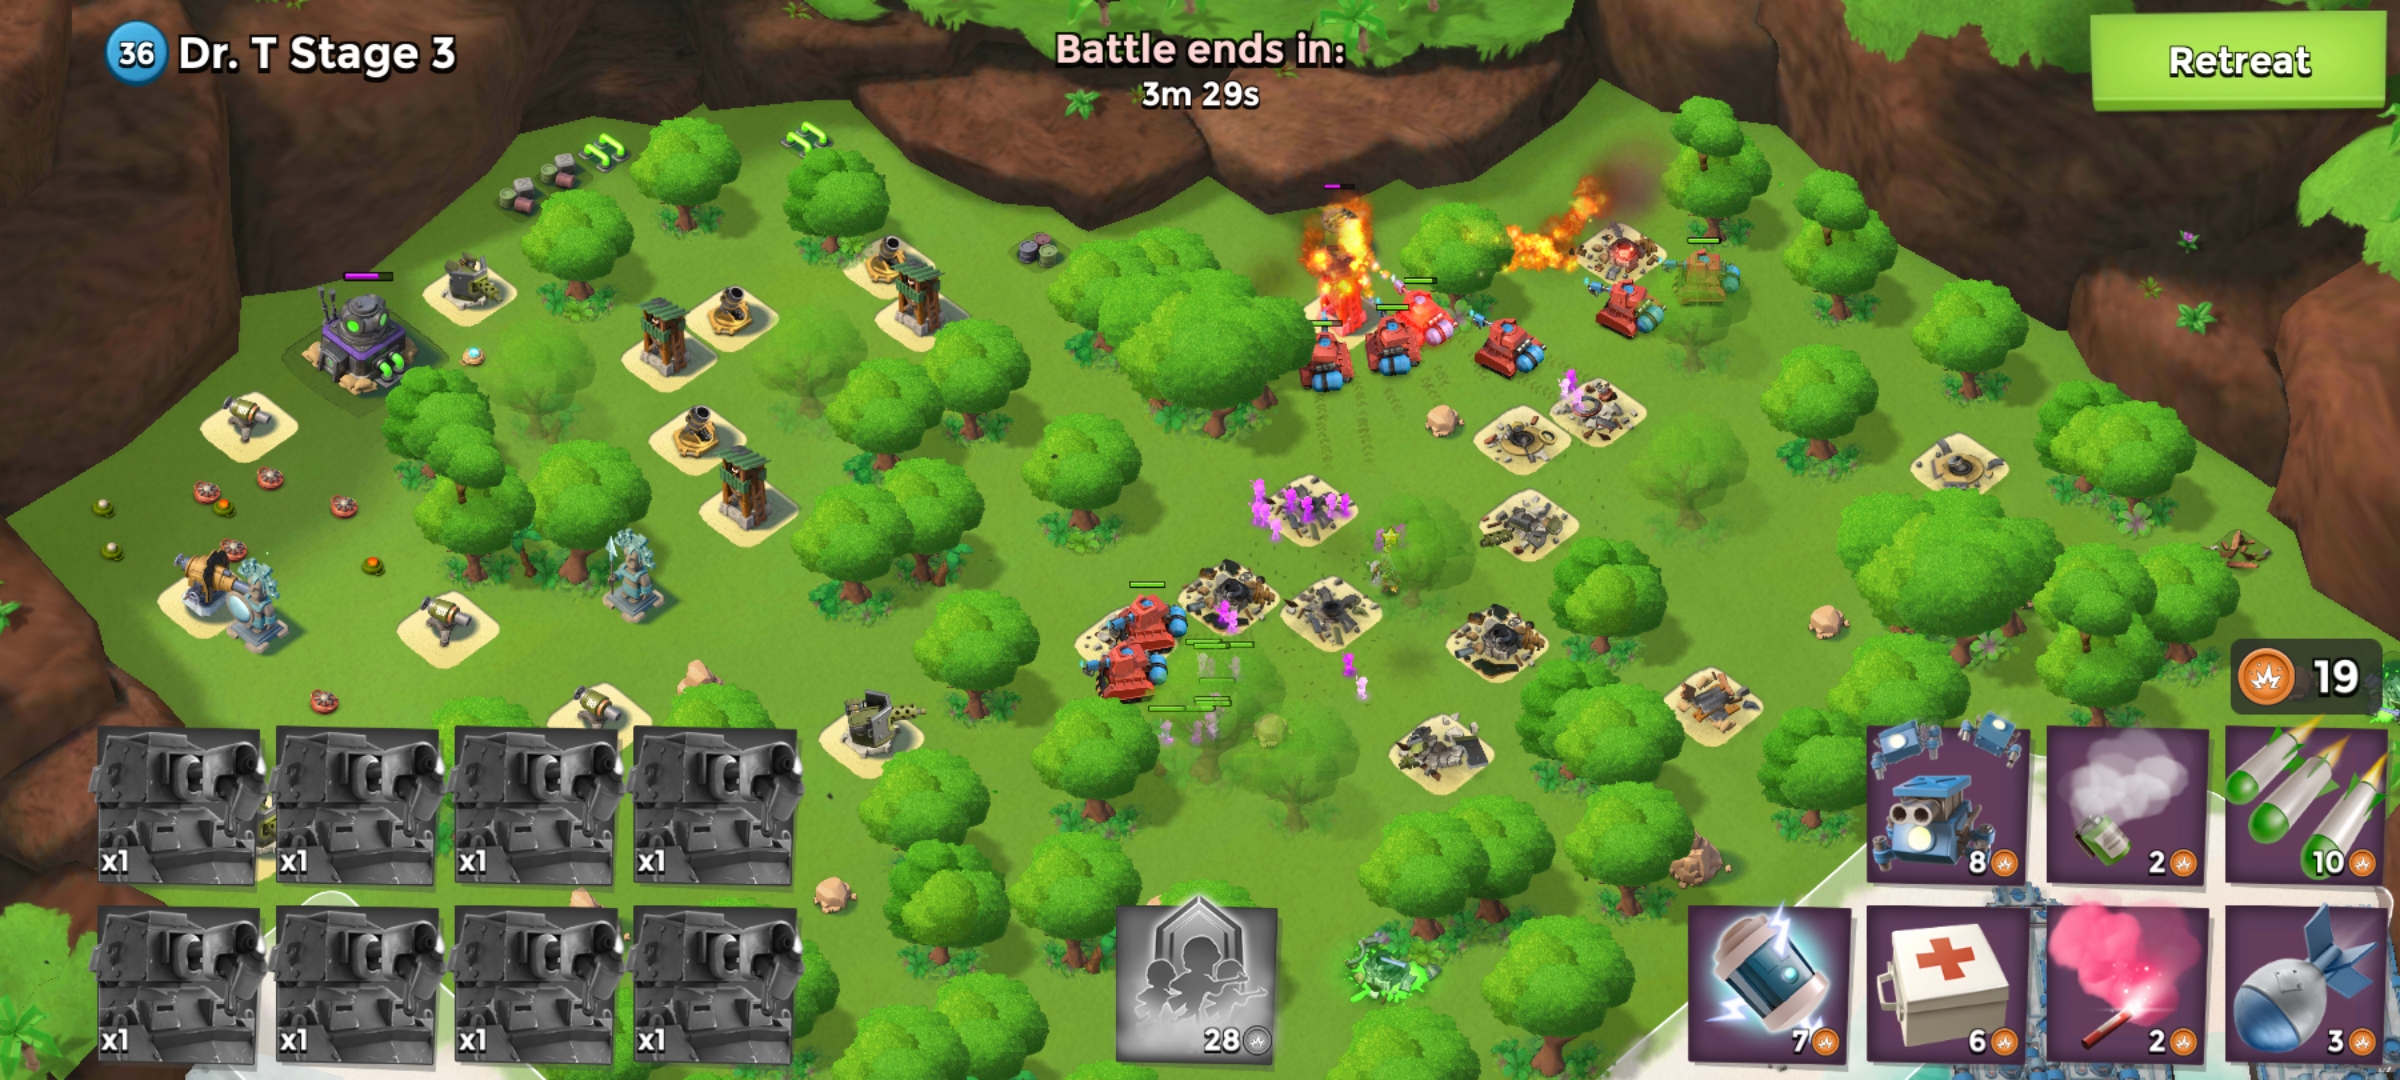 36 Dr. T Stage 3
Battle ends in:
3m 29s
Retreat
19
x1 x1 x1 x1
8 2 10
x1 x1 x1 x1
28
7 6 2 3